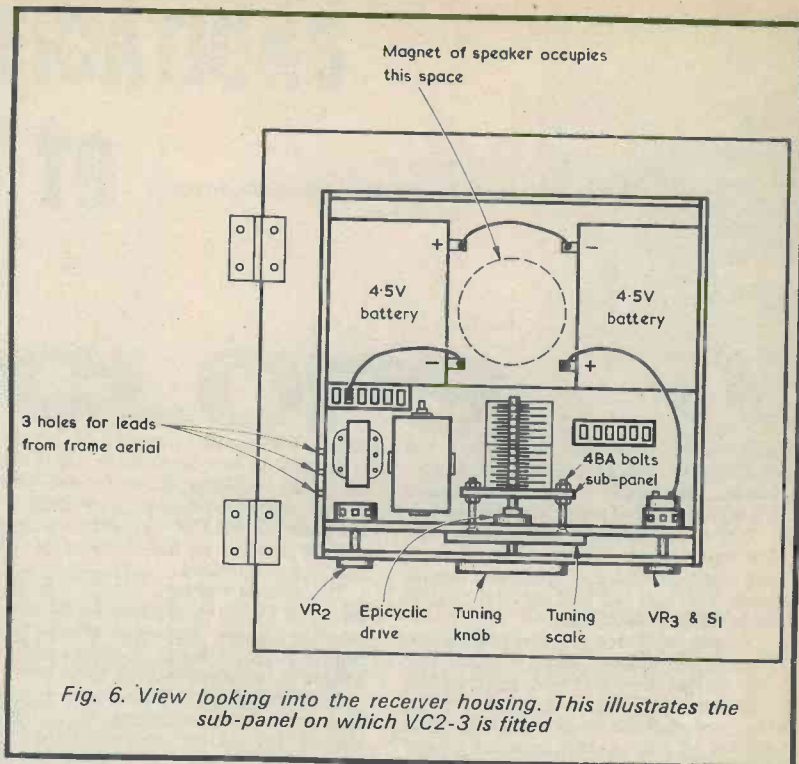 Magnet of speaker occupies
this space
+
−
4·5V
battery
4·5V
battery
−
+
3 holes for leads
from frame aerial
4BA bolts
sub-panel
VR2
Epicyclic
drive
Tuning
knob
Tuning
scale
VR3 & S1
Fig. 6. View looking into the receiver housing. This illustrates the
sub-panel on which VC2-3 is fitted